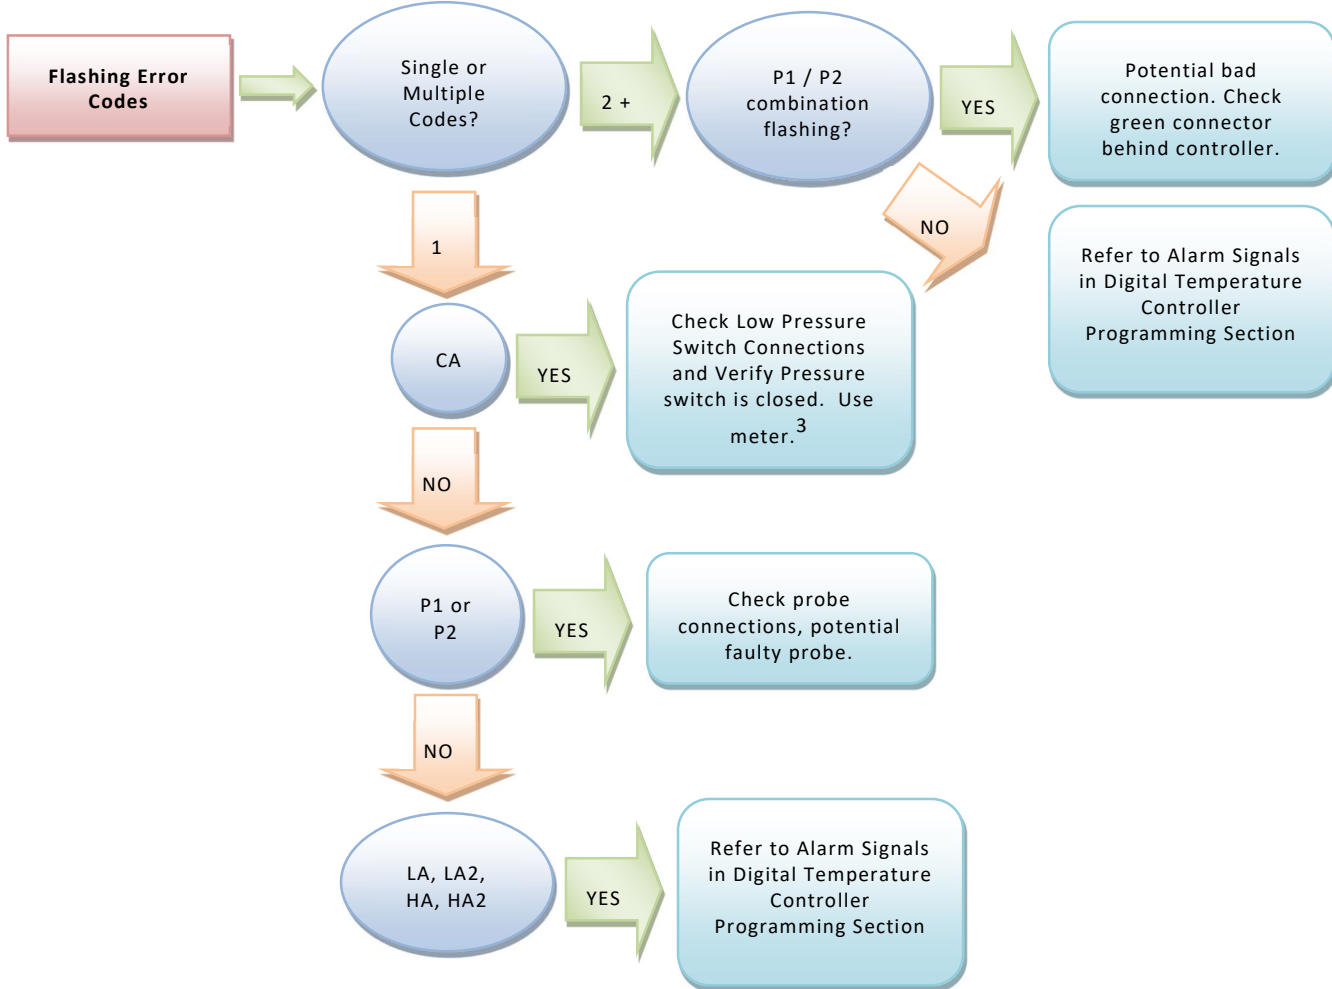 Flashing Error
Codes
Single or
Multiple
Codes?
2 +
P1 / P2
combination
flashing?
YES
Potential bad
connection. Check
green connector
behind controller.
NO
Refer to Alarm Signals
in Digital Temperature
Controller
Programming Section
1
CA
YES
Check Low Pressure
Switch Connections
and Verify Pressure
switch is closed.  Use
meter.3
NO
P1 or
P2
YES
Check probe
connections, potential
faulty probe.
NO
LA, LA2,
HA, HA2
YES
Refer to Alarm Signals
in Digital Temperature
Controller
Programming Section